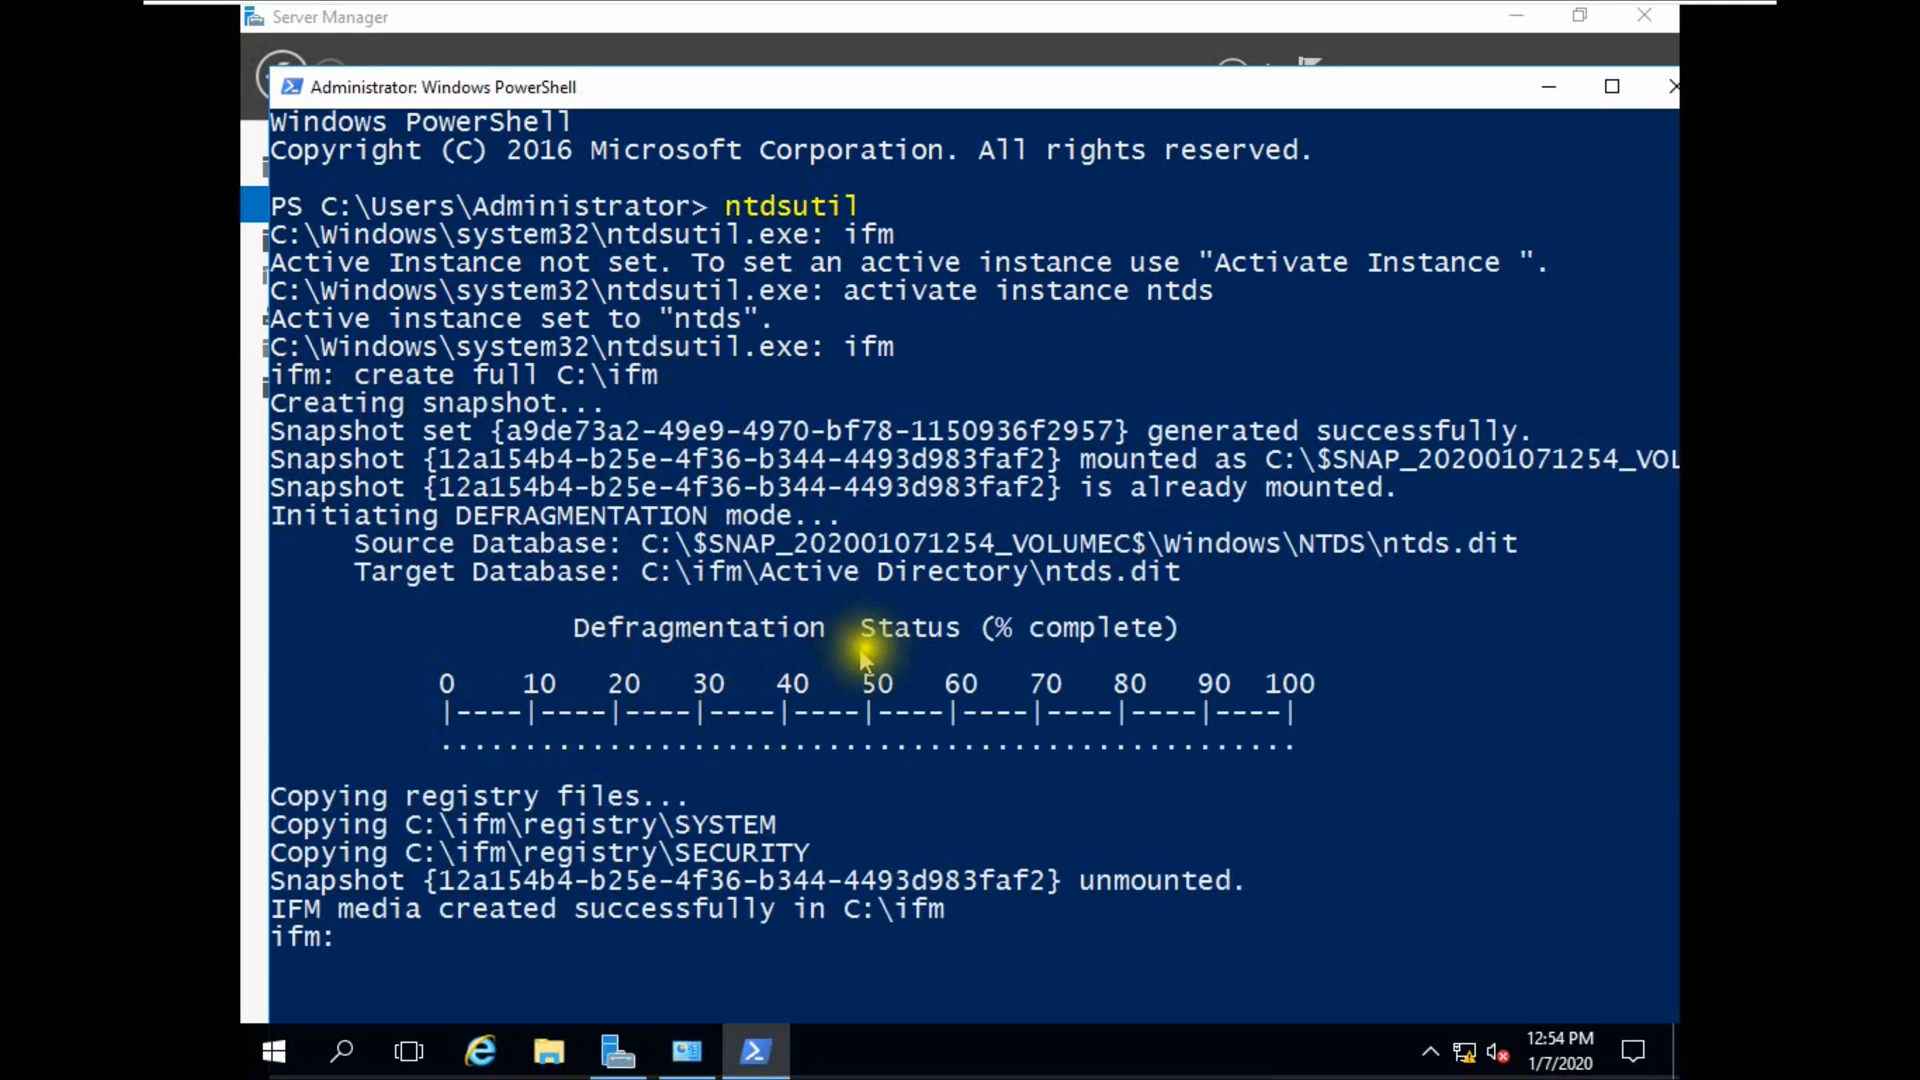 Server Manager
Administrator: Windows PowerShell
Windows PowerShell
Copyright (C) 2016 Microsoft Corporation. All rights reserved.
PS C:\Users\Administrator> ntdsutil
C:\Windows\system32\ntdsutil.exe: ifm
Active Instance not set. To set an active instance use "Activate Instance ".
C:\Windows\system32\ntdsutil.exe: activate instance ntds
Active instance set to "ntds".
C:\Windows\system32\ntdsutil.exe: ifm
ifm: create full C:\ifm
Creating snapshot...
Snapshot set {a9de73a2-49e9-4970-bf78-1150936f2957} generated successfully.
Snapshot {12a154b4-b25e-4f36-b344-4493d983faf2} mounted as C:\$SNAP_202001071254_VOL
Snapshot {12a154b4-b25e-4f36-b344-4493d983faf2} is already mounted.
Initiating DEFRAGMENTATION mode...
Source Database: C:\$SNAP_202001071254_VOLUMEC$\Windows\NTDS\ntds.dit
Target Database: C:\ifm\Active Directory\ntds.dit
Defragmentation  Status (% complete)
0    10   20   30   40   50   60   70   80   90  100
|----|----|----|----|----|----|----|----|----|----|
...................................................
Copying registry files...
Copying C:\ifm\registry\SYSTEM
Copying C:\ifm\registry\SECURITY
Snapshot {12a154b4-b25e-4f36-b344-4493d983faf2} unmounted.
IFM media created successfully in C:\ifm
ifm:
12:54 PM
1/7/2020